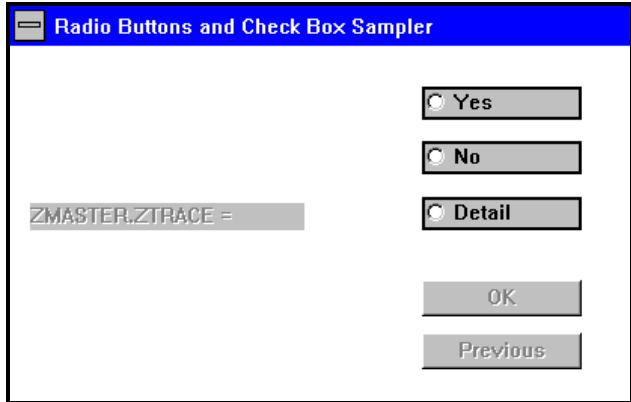 Radio Buttons and Check Box Sampler
Yes
No
ZMASTER.ZTRACE =
Detail
OK
Previous